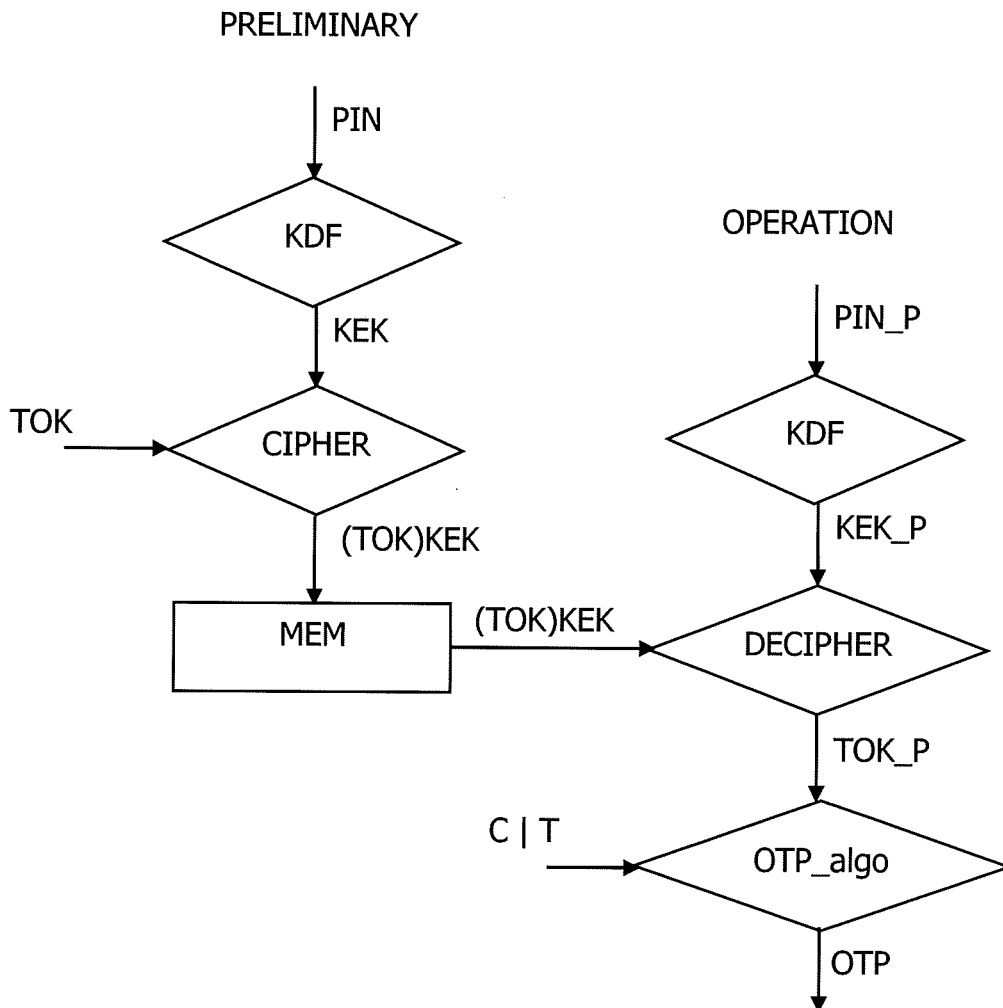 PRELIMINARY
PIN
KDF
OPERATION
KEK
PIN_P
TOK
CIPHER
KDF
(TOK)KEK
KEK_P
MEM
(TOK)KEK
DECIPHER
TOK_P
C | T
OTP_algo
OTP